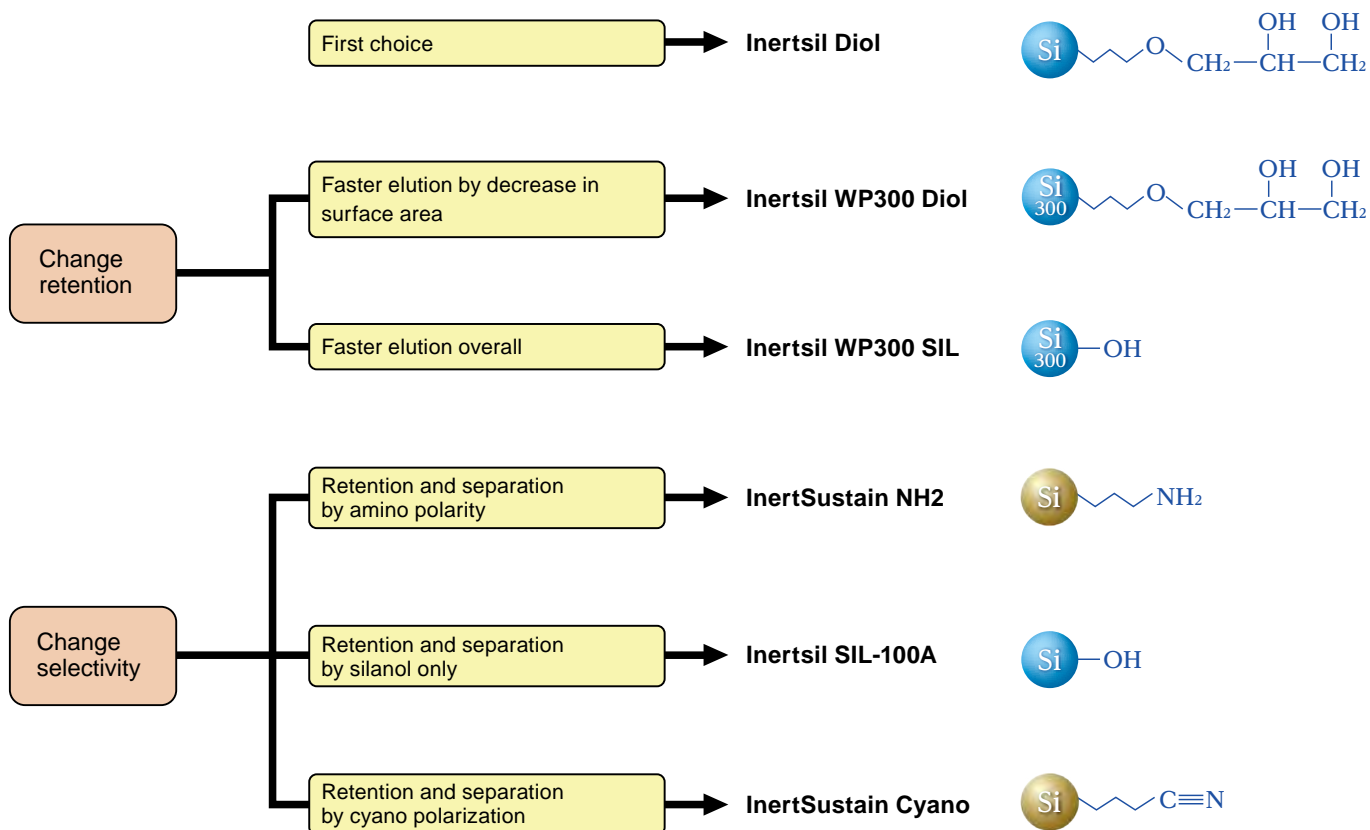 First choice
Inertsil Diol
Si
O
CH₂—CH—CH₂
OH
OH
Change
retention
Faster elution by decrease in
surface area
Inertsil WP300 Diol
Si
300
O
CH₂—CH—CH₂
OH
OH
Faster elution overall
Inertsil WP300 SIL
Si
300
OH
Change
selectivity
Retention and separation
by amino polarity
InertSustain NH2
Si
NH₂
Retention and separation
by silanol only
Inertsil SIL-100A
Si
OH
Retention and separation
by cyano polarization
InertSustain Cyano
Si
C≡N